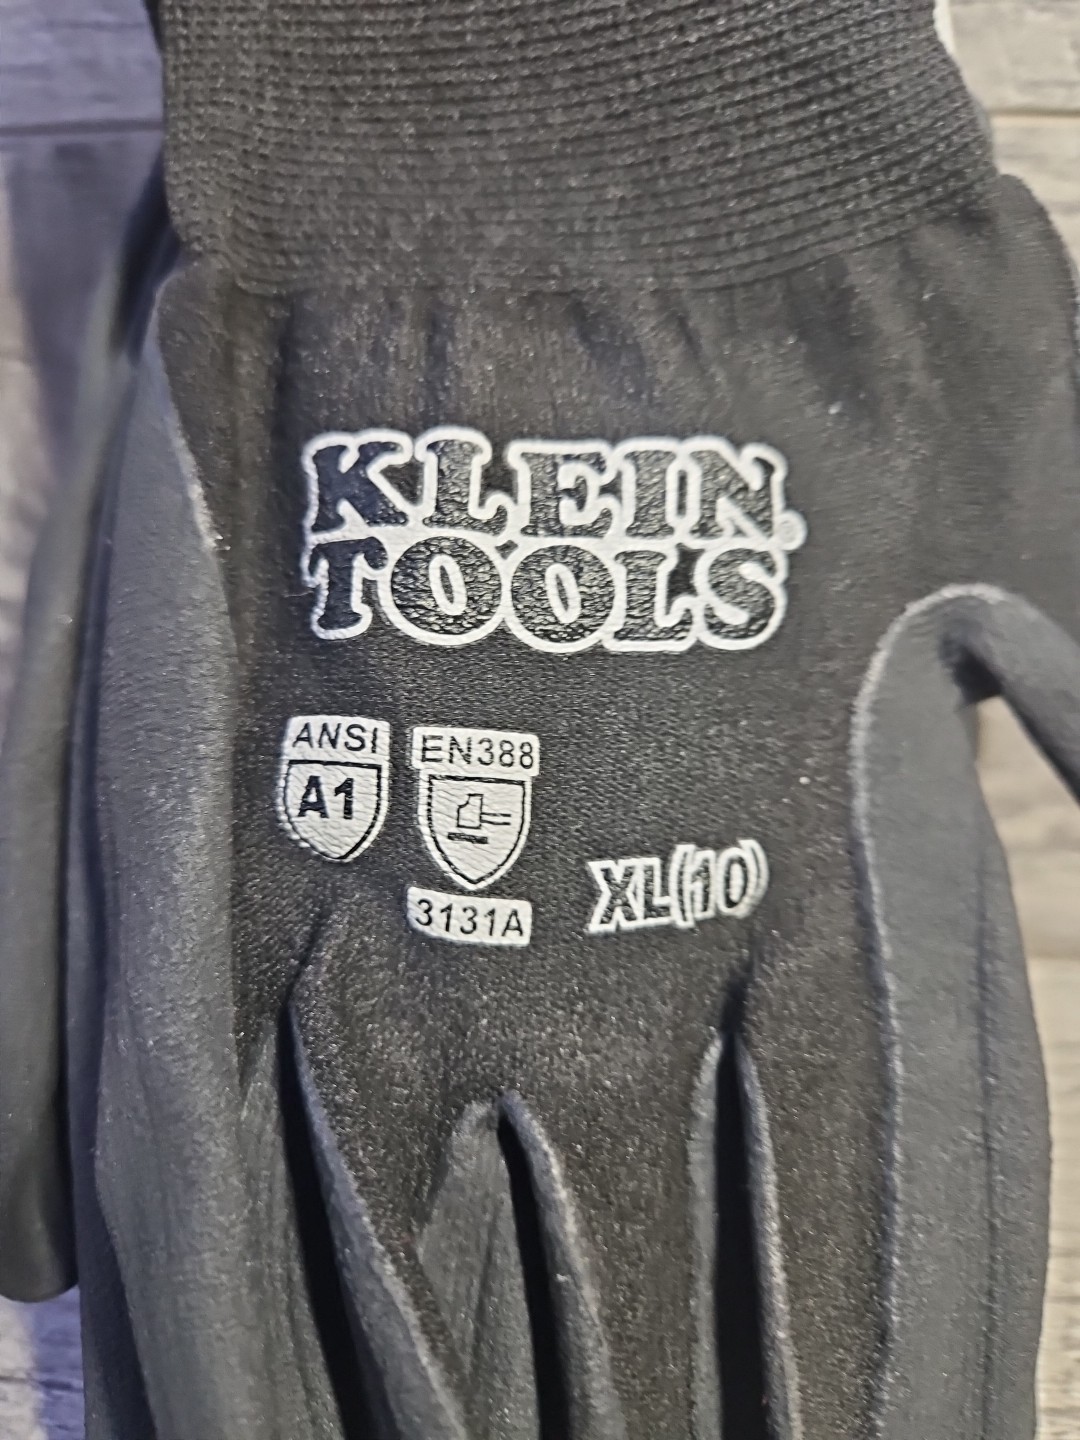 KLEIN
TOOLS
ANSI
A1
EN388
3131A
XL(10)